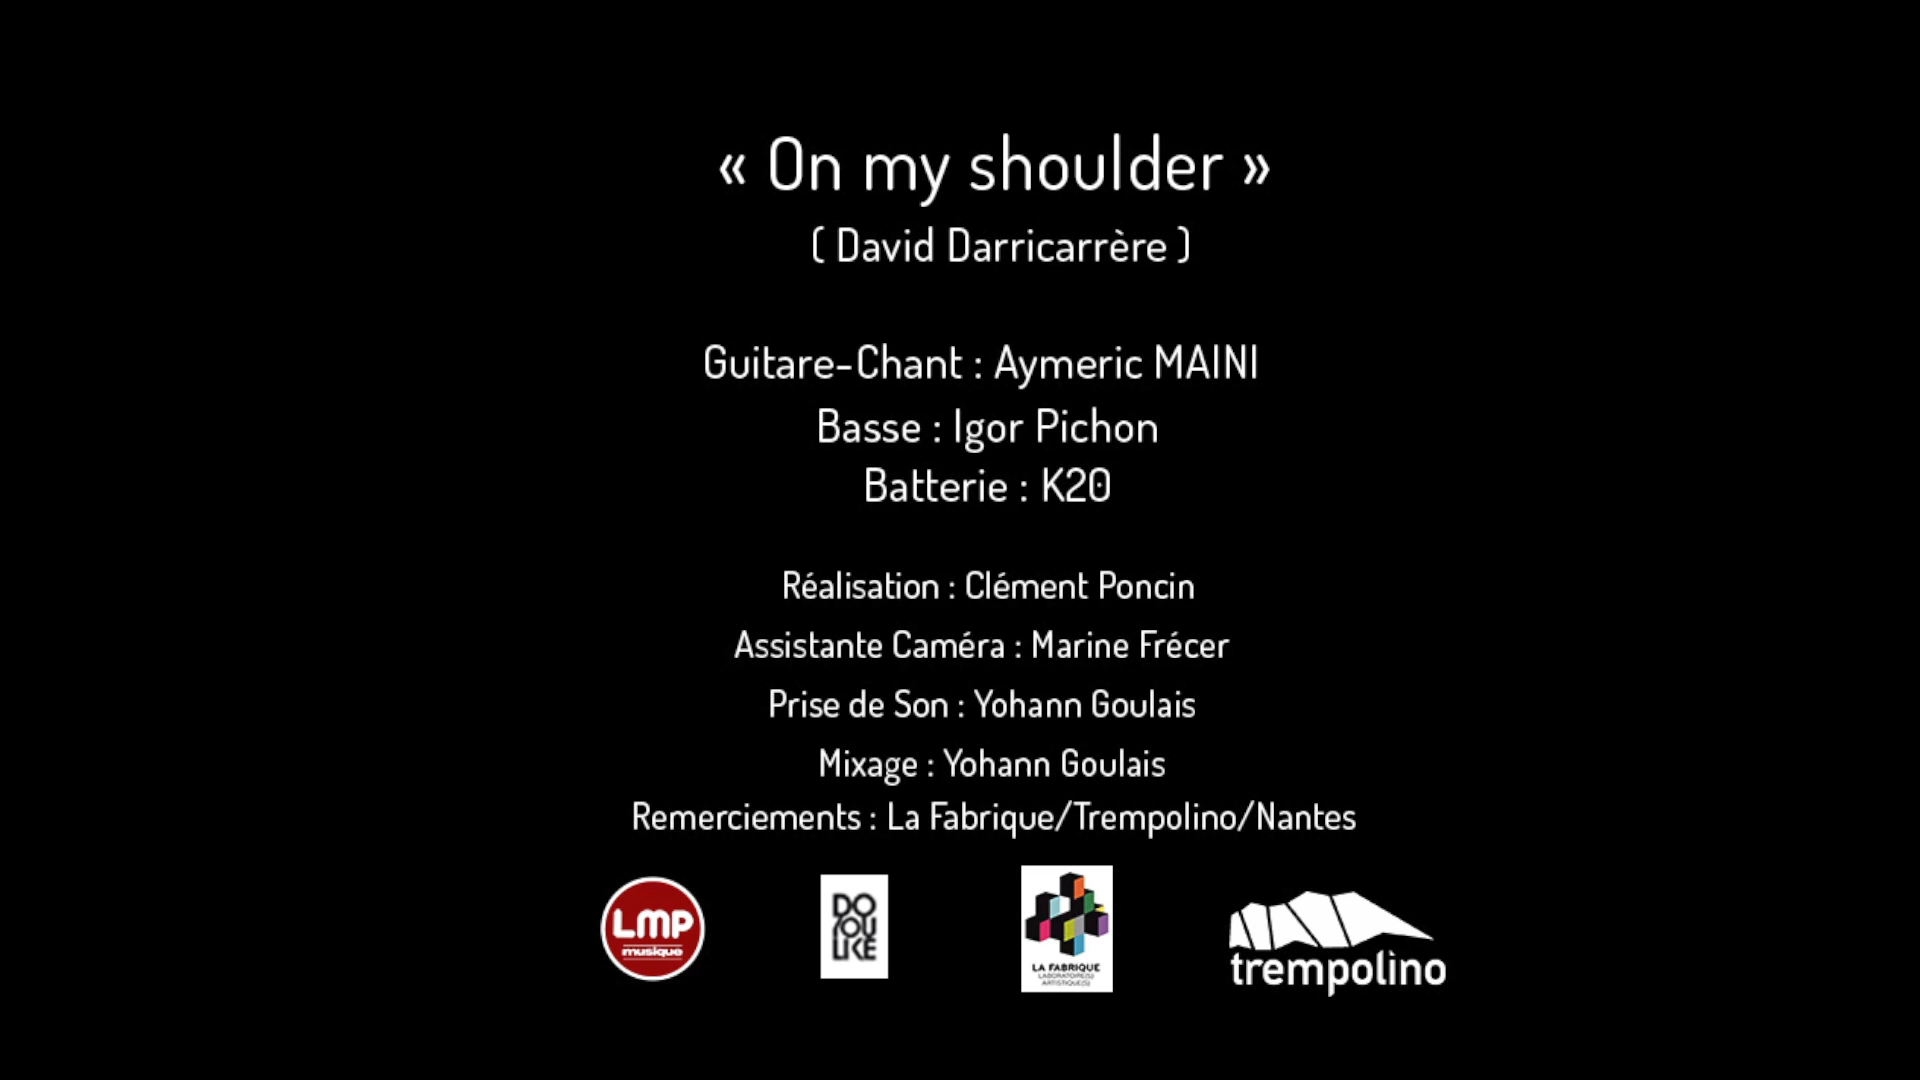 « On my shoulder »
( David Darricarrère )
Guitare-Chant : Aymeric MAINI
Basse : Igor Pichon
Batterie : K20
Réalisation : Clément Poncin
Assistante Caméra : Marine Frécer
Prise de Son : Yohann Goulais
Mixage : Yohann Goulais
Remerciements : La Fabrique/Trempolino/Nantes
LMP
musique
DO
YOU
LIKE
LA FABRIQUE
LABORATOIRE(S)
ARTISTIQUE(S)
trempolino